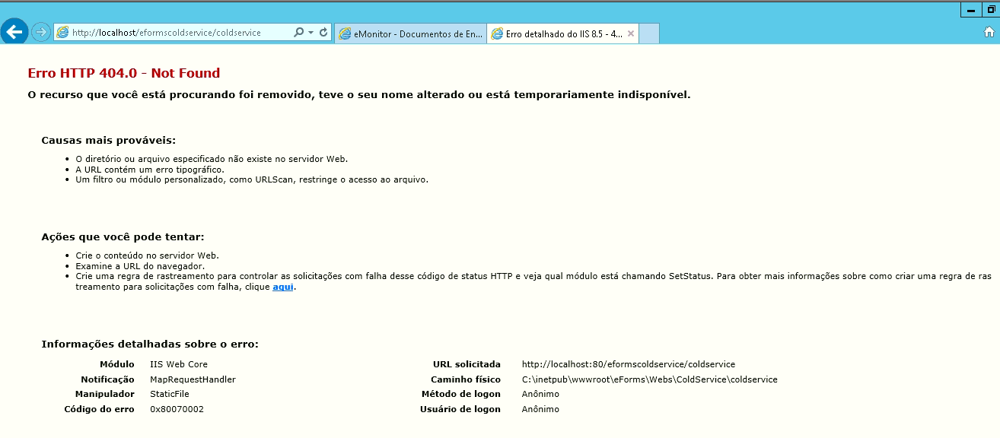 http://localhost/eformscoldservice/coldservice
eMonitor - Documentos de En...
Erro detalhado do IIS 8.5 - 4...
Erro HTTP 404.0 - Not Found
O recurso que você está procurando foi removido, teve o seu nome alterado ou está temporariamente indisponível.
Causas mais prováveis:
• O diretório ou arquivo especificado não existe no servidor Web.
• A URL contém um erro tipográfico.
• Um filtro ou módulo personalizado, como URLScan, restringe o acesso ao arquivo.
Ações que você pode tentar:
• Crie o conteúdo no servidor Web.
• Examine a URL do navegador.
• Crie uma regra de rastreamento para controlar as solicitações com falha desse código de status HTTP e veja qual módulo está chamando SetStatus. Para obter mais informações sobre como criar uma regra de ras
treamento para solicitações com falha, clique aqui.
Informações detalhadas sobre o erro:
Módulo IIS Web Core
Notificação MapRequestHandler
Manipulador StaticFile
Código do erro 0x80070002
URL solicitada http://localhost:80/eformscoldservice/coldservice
Caminho físico C:\inetpub\wwwroot\eForms\Webs\ColdService\coldservice
Método de logon Anônimo
Usuário de logon Anônimo